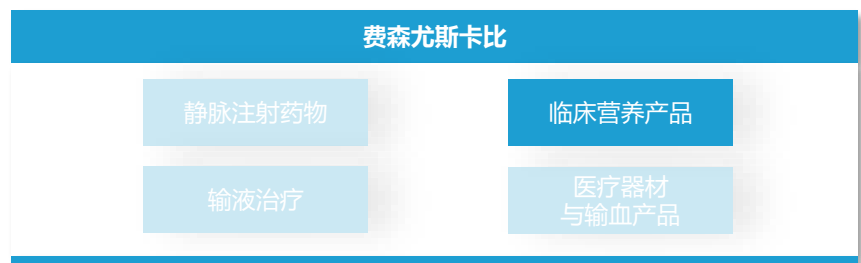 费森尤斯卡比
静脉注射药物
临床营养产品
输液治疗
医疗器材
与输血产品